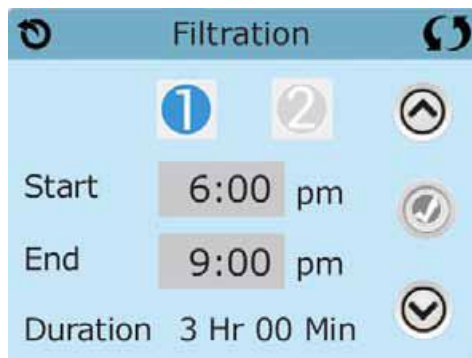 Filtration
1 2
Start 6:00 pm
End 9:00 pm
Duration 3 Hr 00 Min